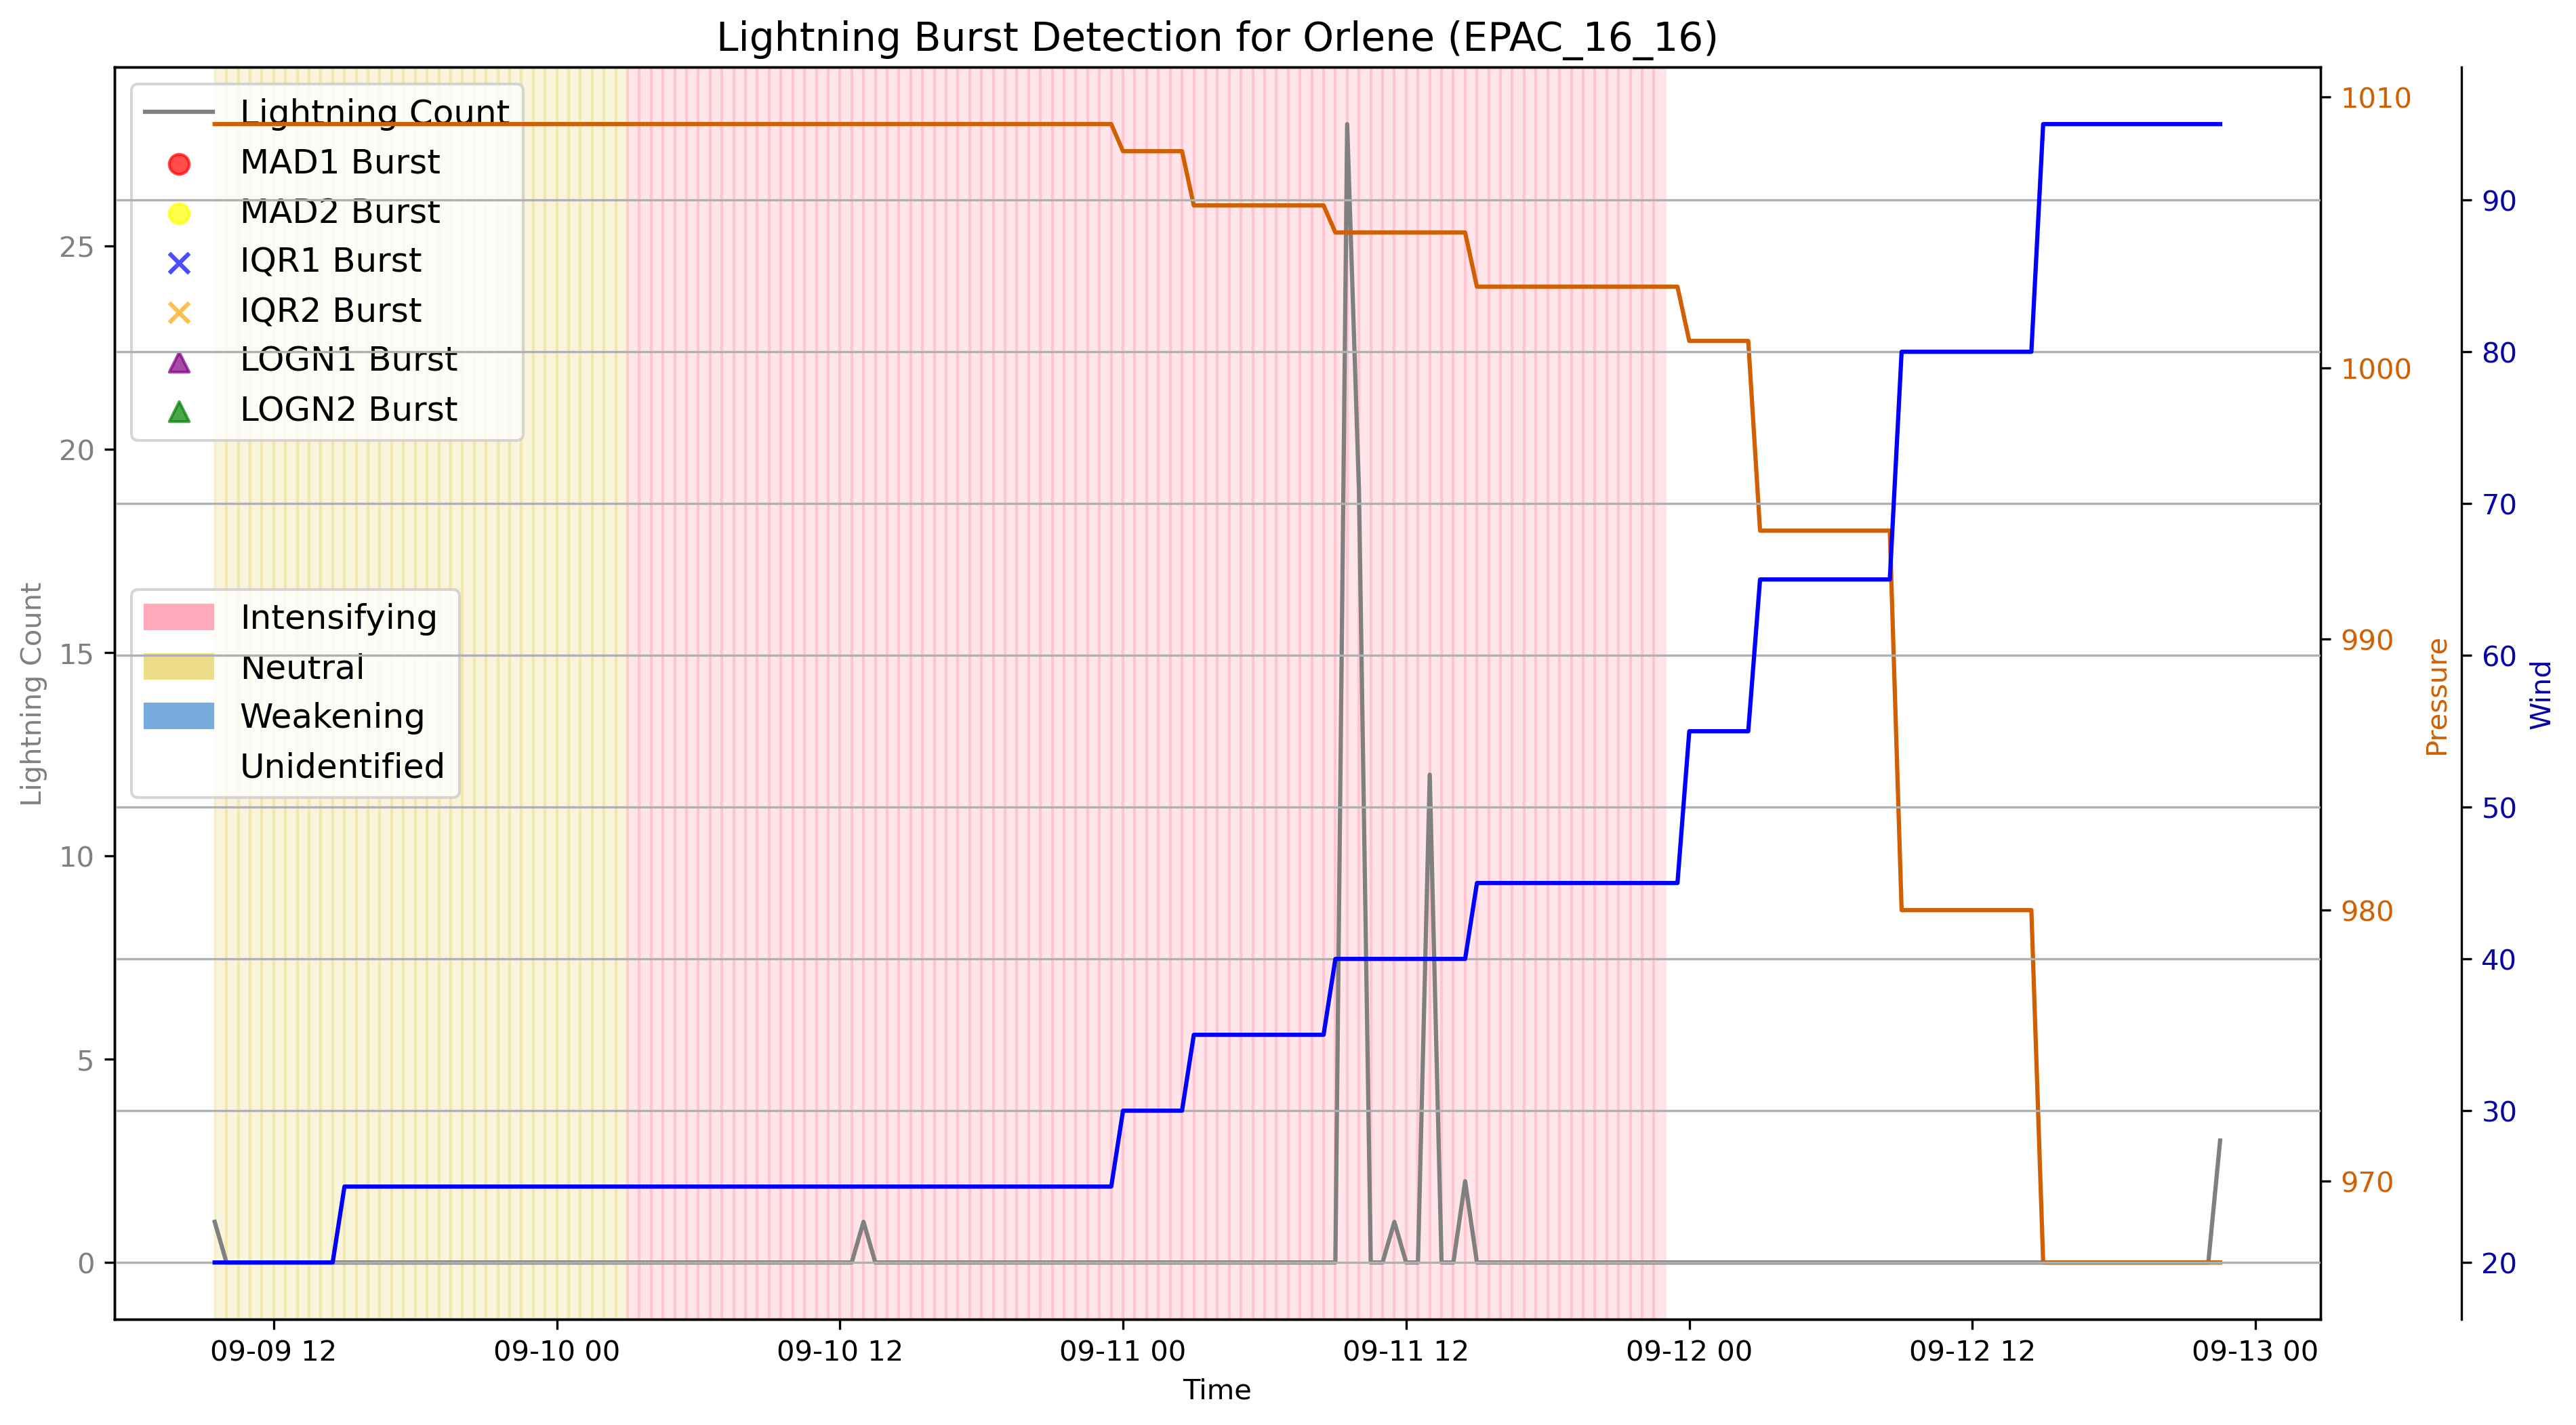 Lightning Burst Detection for Orlene (EPAC_16_16)
Lightning Count
MAD1 Burst
MAD2 Burst
IQR1 Burst
IQR2 Burst
LOGN1 Burst
LOGN2 Burst
Intensifying
Neutral
Weakening
Unidentified
Lightning Count
25
20
15
10
5
0
1010
1000
990
980
970
Pressure
90
80
70
60
50
40
30
20
Wind
09-09 12
09-10 00
09-10 12
09-11 00
09-11 12
09-12 00
09-12 12
09-13 00
Time